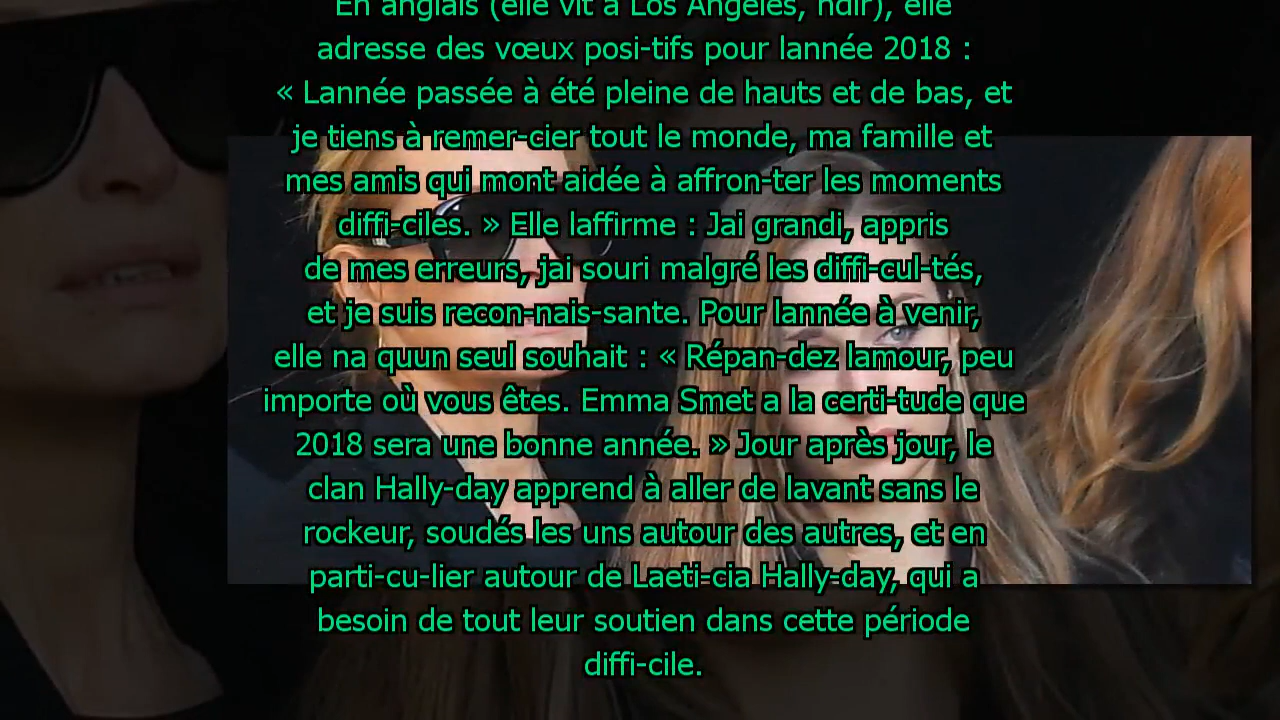 En anglais (elle vit à Los Angeles, ndlr), elle
adresse des vœux posi-tifs pour lannée 2018 :
« Lannée passée à été pleine de hauts et de bas, et
je tiens à remer-cier tout le monde, ma famille et
mes amis qui mont aidée à affron-ter les moments
diffi-ciles. » Elle laffirme : Jai grandi, appris
de mes erreurs, jai souri malgré les diffi-cul-tés,
et je suis recon-nais-sante. Pour lannée à venir,
elle na quun seul souhait : « Répan-dez lamour, peu
importe où vous êtes. Emma Smet a la certi-tude que
2018 sera une bonne année. » Jour après jour, le
clan Hally-day apprend à aller de lavant sans le
rockeur, soudés les uns autour des autres, et en
parti-cu-lier autour de Laeti-cia Hally-day, qui a
besoin de tout leur soutien dans cette période
diffi-cile.